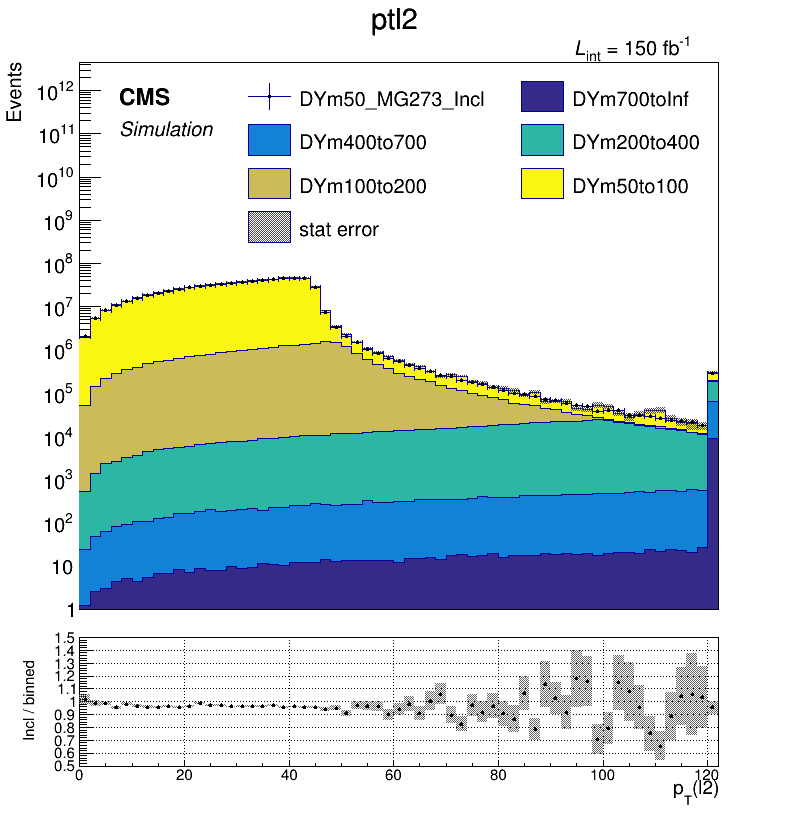 ptl2
L_int = 150 fb^-1
Events
CMS
Simulation
DYm50_MG273_Incl
DYm700toInf
DYm400to700
DYm200to400
DYm100to200
DYm50to100
stat error
10^12
10^11
10^10
10^9
10^8
10^7
10^6
10^5
10^4
10^3
10^2
10
1
Incl / binned
1.5
1.4
1.3
1.2
1.1
1
0.9
0.8
0.7
0.6
0.5
0 20 40 60 80 100 120
p_T(l2)